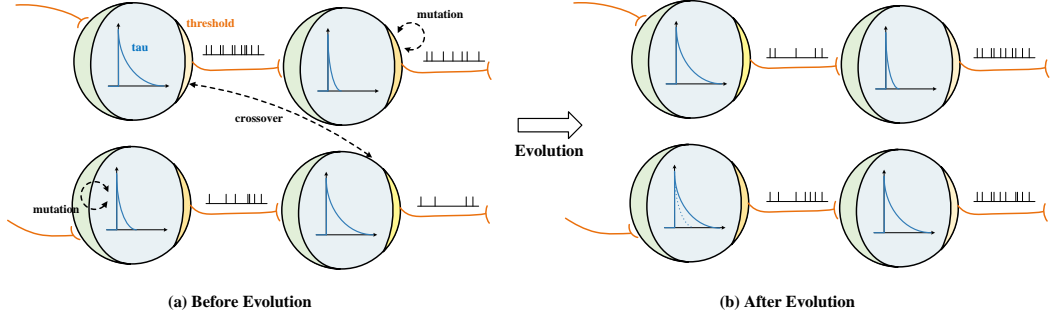 threshold
tau
mutation
crossover
mutation
Evolution
(a) Before Evolution
(b) After Evolution